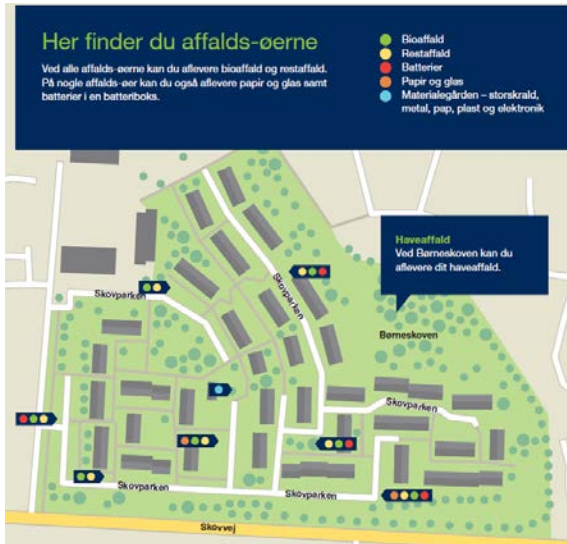 Her finder du affalds-øerne
Ved alle affalds-øerne kan du aflevere bioaffald og restaffald.
På nogle affalds-øer kan du også aflevere papir og glas samt
batterier i en batteriboks.
Bioaffald
Restaffald
Batterier
Papir og glas
Materialegården – storskrald,
metal, pap, plast og elektronik
Haveaffald
Ved Børneskoven kan du
aflevere dit haveaffald.
Skovparken
Skovparken
Børneskoven
Skovparken
Skovparken
Skovparken
Skovvej